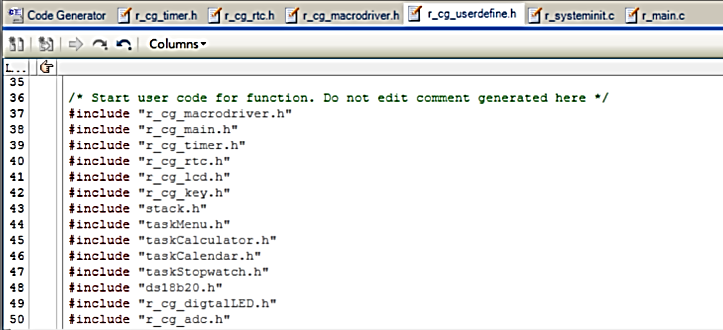 Code Generator r_cg_timer.h r_cg_rtc.h r_cg_macrodriver.h r_cg_userdefine.h r_systeminit.c r_main.c
Columns
L...
35
36 /* Start user code for function. Do not edit comment generated here */
37 #include "r_cg_macrodriver.h"
38 #include "r_cg_main.h"
39 #include "r_cg_timer.h"
40 #include "r_cg_rtc.h"
41 #include "r_cg_lcd.h"
42 #include "r_cg_key.h"
43 #include "stack.h"
44 #include "taskMenu.h"
45 #include "taskCalculator.h"
46 #include "taskCalendar.h"
47 #include "taskStopwatch.h"
48 #include "ds18b20.h"
49 #include "r_cg_digtalLED.h"
50 #include "r_cg_adc.h"